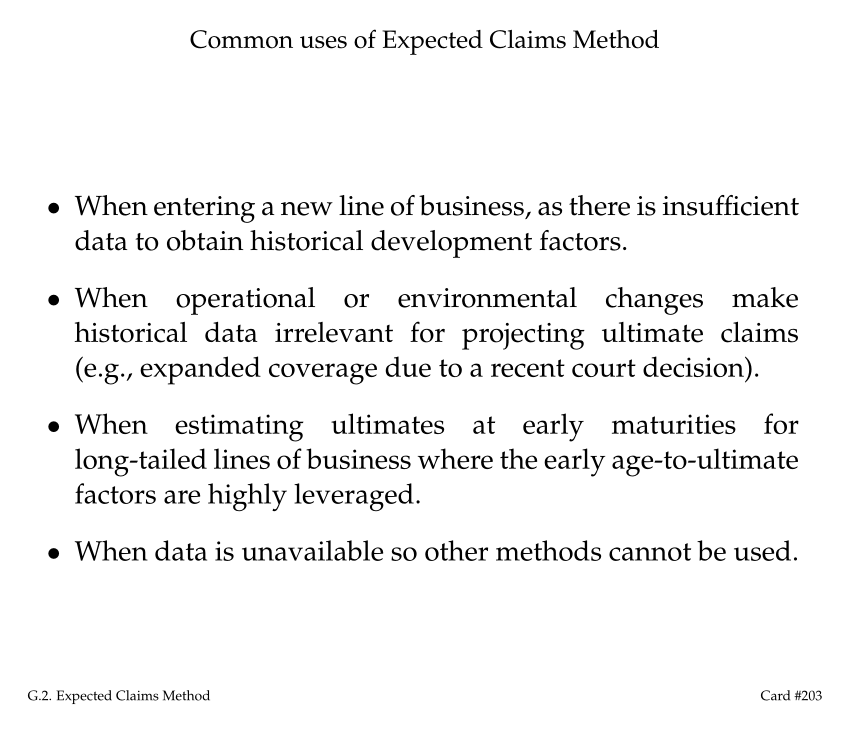 Common uses of Expected Claims Method
• When entering a new line of business, as there is insufficient
data to obtain historical development factors.
• When operational or environmental changes make
historical data irrelevant for projecting ultimate claims
(e.g., expanded coverage due to a recent court decision).
• When estimating ultimates at early maturities for
long-tailed lines of business where the early age-to-ultimate
factors are highly leveraged.
• When data is unavailable so other methods cannot be used.
G.2. Expected Claims Method
Card #203